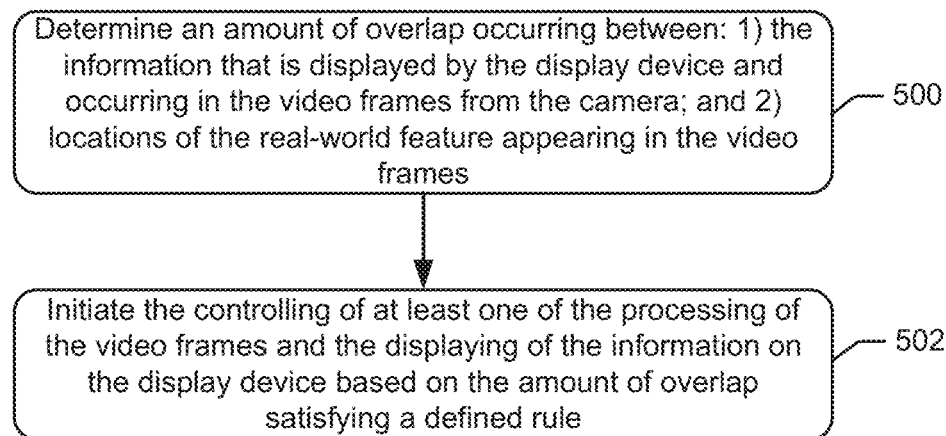 Determine an amount of overlap occurring between: 1) the
information that is displayed by the display device and
occurring in the video frames from the camera; and 2)
locations of the real-world feature appearing in the video
frames
500
Initiate the controlling of at least one of the processing of
the video frames and the displaying of the information on
the display device based on the amount of overlap
satisfying a defined rule
502